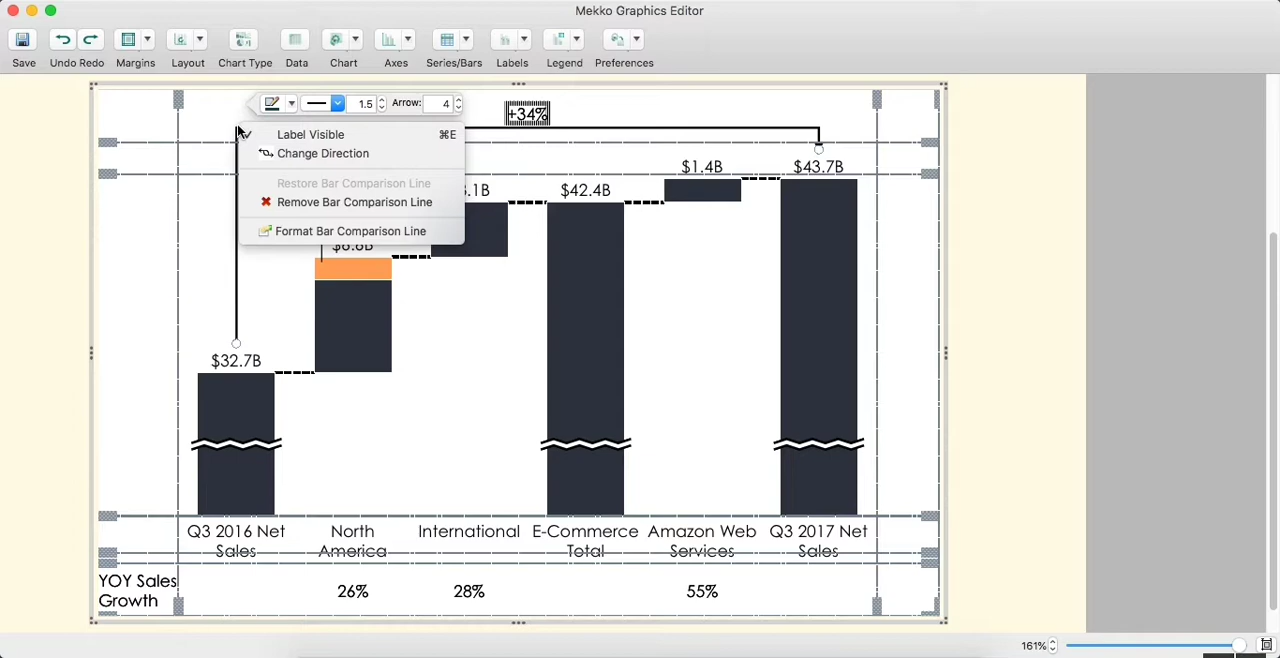 Mekko Graphics Editor
Save
Undo Redo
Margins
Layout
Chart Type
Data
Chart
Axes
Series/Bars
Labels
Legend
Preferences
1.5
Arrow:
4
+34%
Label Visible
⌘E
Change Direction
Restore Bar Comparison Line
Remove Bar Comparison Line
Format Bar Comparison Line
$1.4B
$43.7B
.1B
$42.4B
$32.7B
Q3 2016 Net
Sales
North
America
International
E-Commerce
Total
Amazon Web
Services
Q3 2017 Net
Sales
YOY Sales
Growth
26%
28%
55%
161%